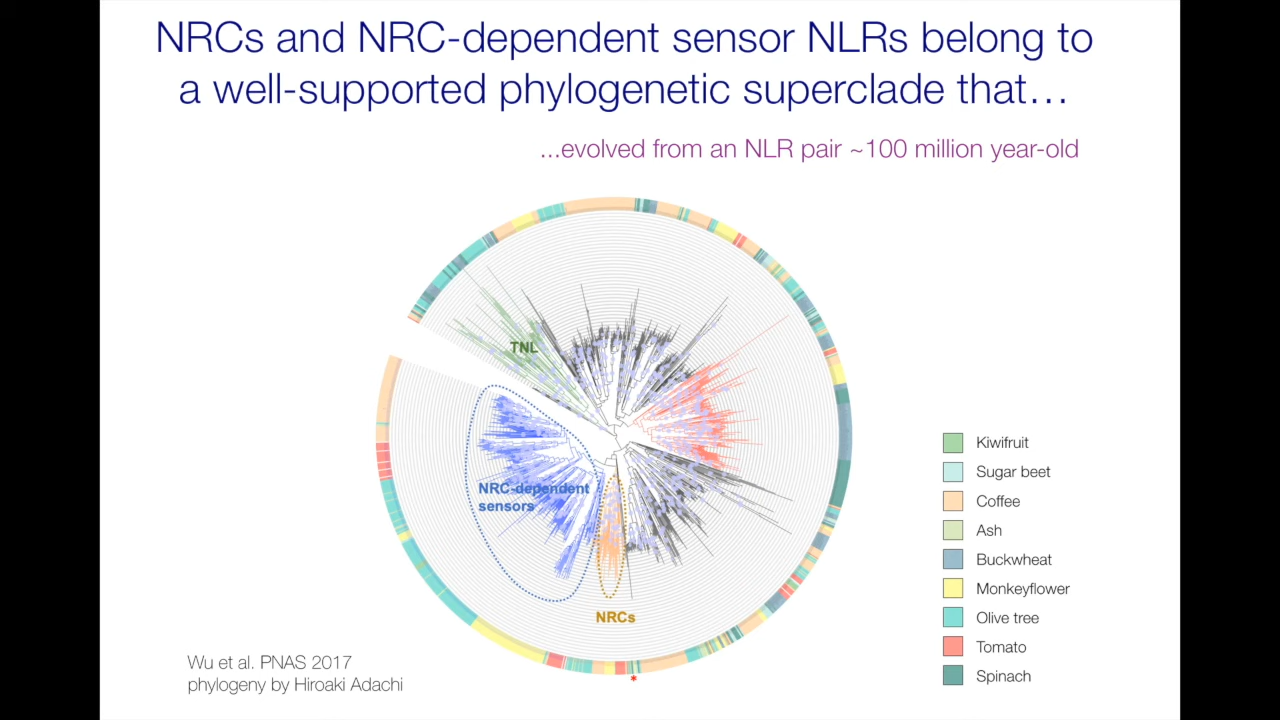 NRCs and NRC-dependent sensor NLRs belong to
a well-supported phylogenetic superclade that…
...evolved from an NLR pair ~100 million year-old
TNL
NRC-dependent
sensors
NRCs
*
Kiwifruit
Sugar beet
Coffee
Ash
Buckwheat
Monkeyflower
Olive tree
Tomato
Spinach
Wu et al. PNAS 2017
phylogeny by Hiroaki Adachi